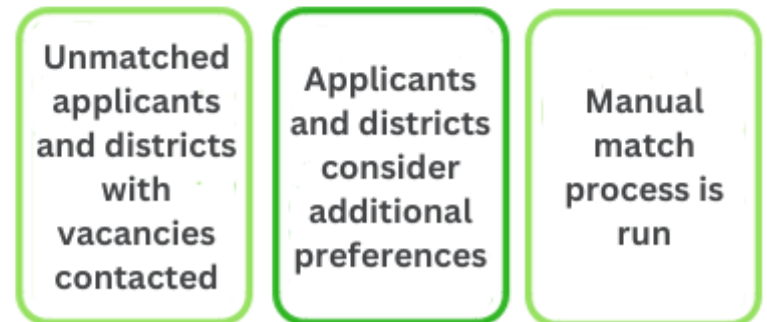 Unmatched
applicants
and districts
with
vacancies
contacted
Applicants
and districts
consider
additional
preferences
Manual
match
process is
run